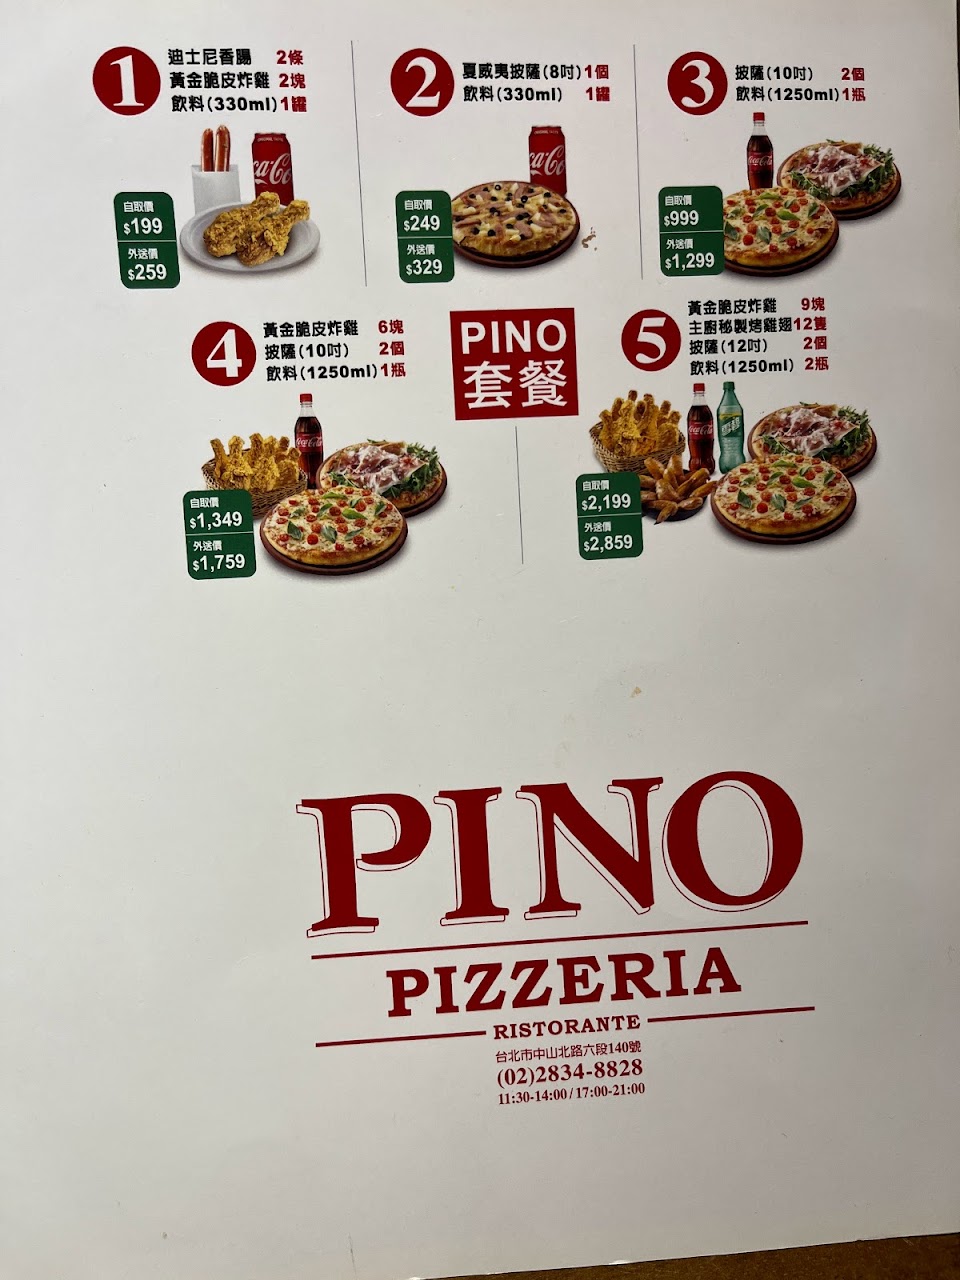 1
迪士尼香腸 2條
黃金脆皮炸雞 2塊
飲料(330ml)1罐
自取價
$199
外送價
$259
2
夏威夷披薩(8吋)1個
飲料(330ml) 1罐
自取價
$249
外送價
$329
3
披薩(10吋) 2個
飲料(1250ml)1瓶
Coca-Cola
自取價
$999
外送價
$1,299
4
黃金脆皮炸雞 6塊
披薩(10吋) 2個
飲料(1250ml)1瓶
Coca-Cola
自取價
$1,349
外送價
$1,759
PINO
套餐
5
黃金脆皮炸雞 9塊
主廚秘製烤雞翅12隻
披薩(12吋) 2個
飲料(1250ml) 2瓶
Coca-Cola
雪碧
自取價
$2,199
外送價
$2,859
PINO
PIZZERIA
RISTORANTE
台北市中山北路六段140號
(02)2834-8828
11:30-14:00 / 17:00-21:00